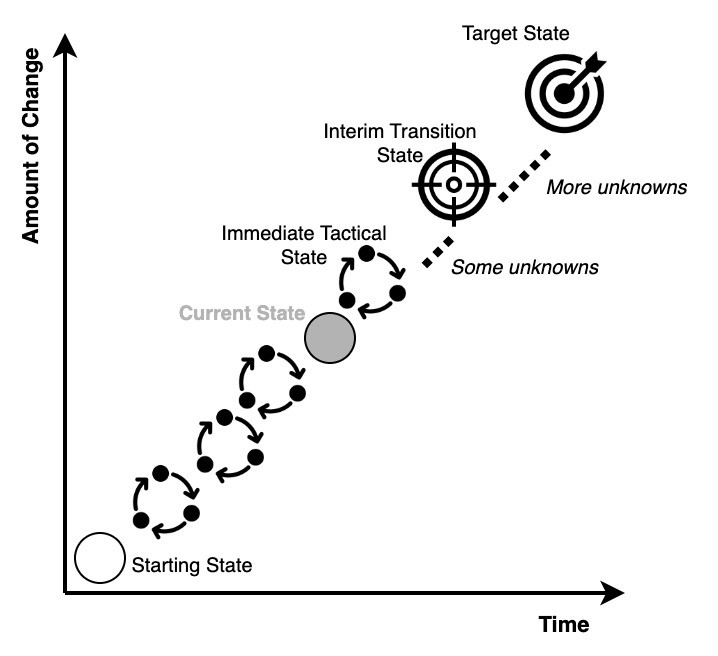 Target State
Amount of Change
Interim Transition
State
More unknowns
Immediate Tactical
State
Some unknowns
Current State
Starting State
Time